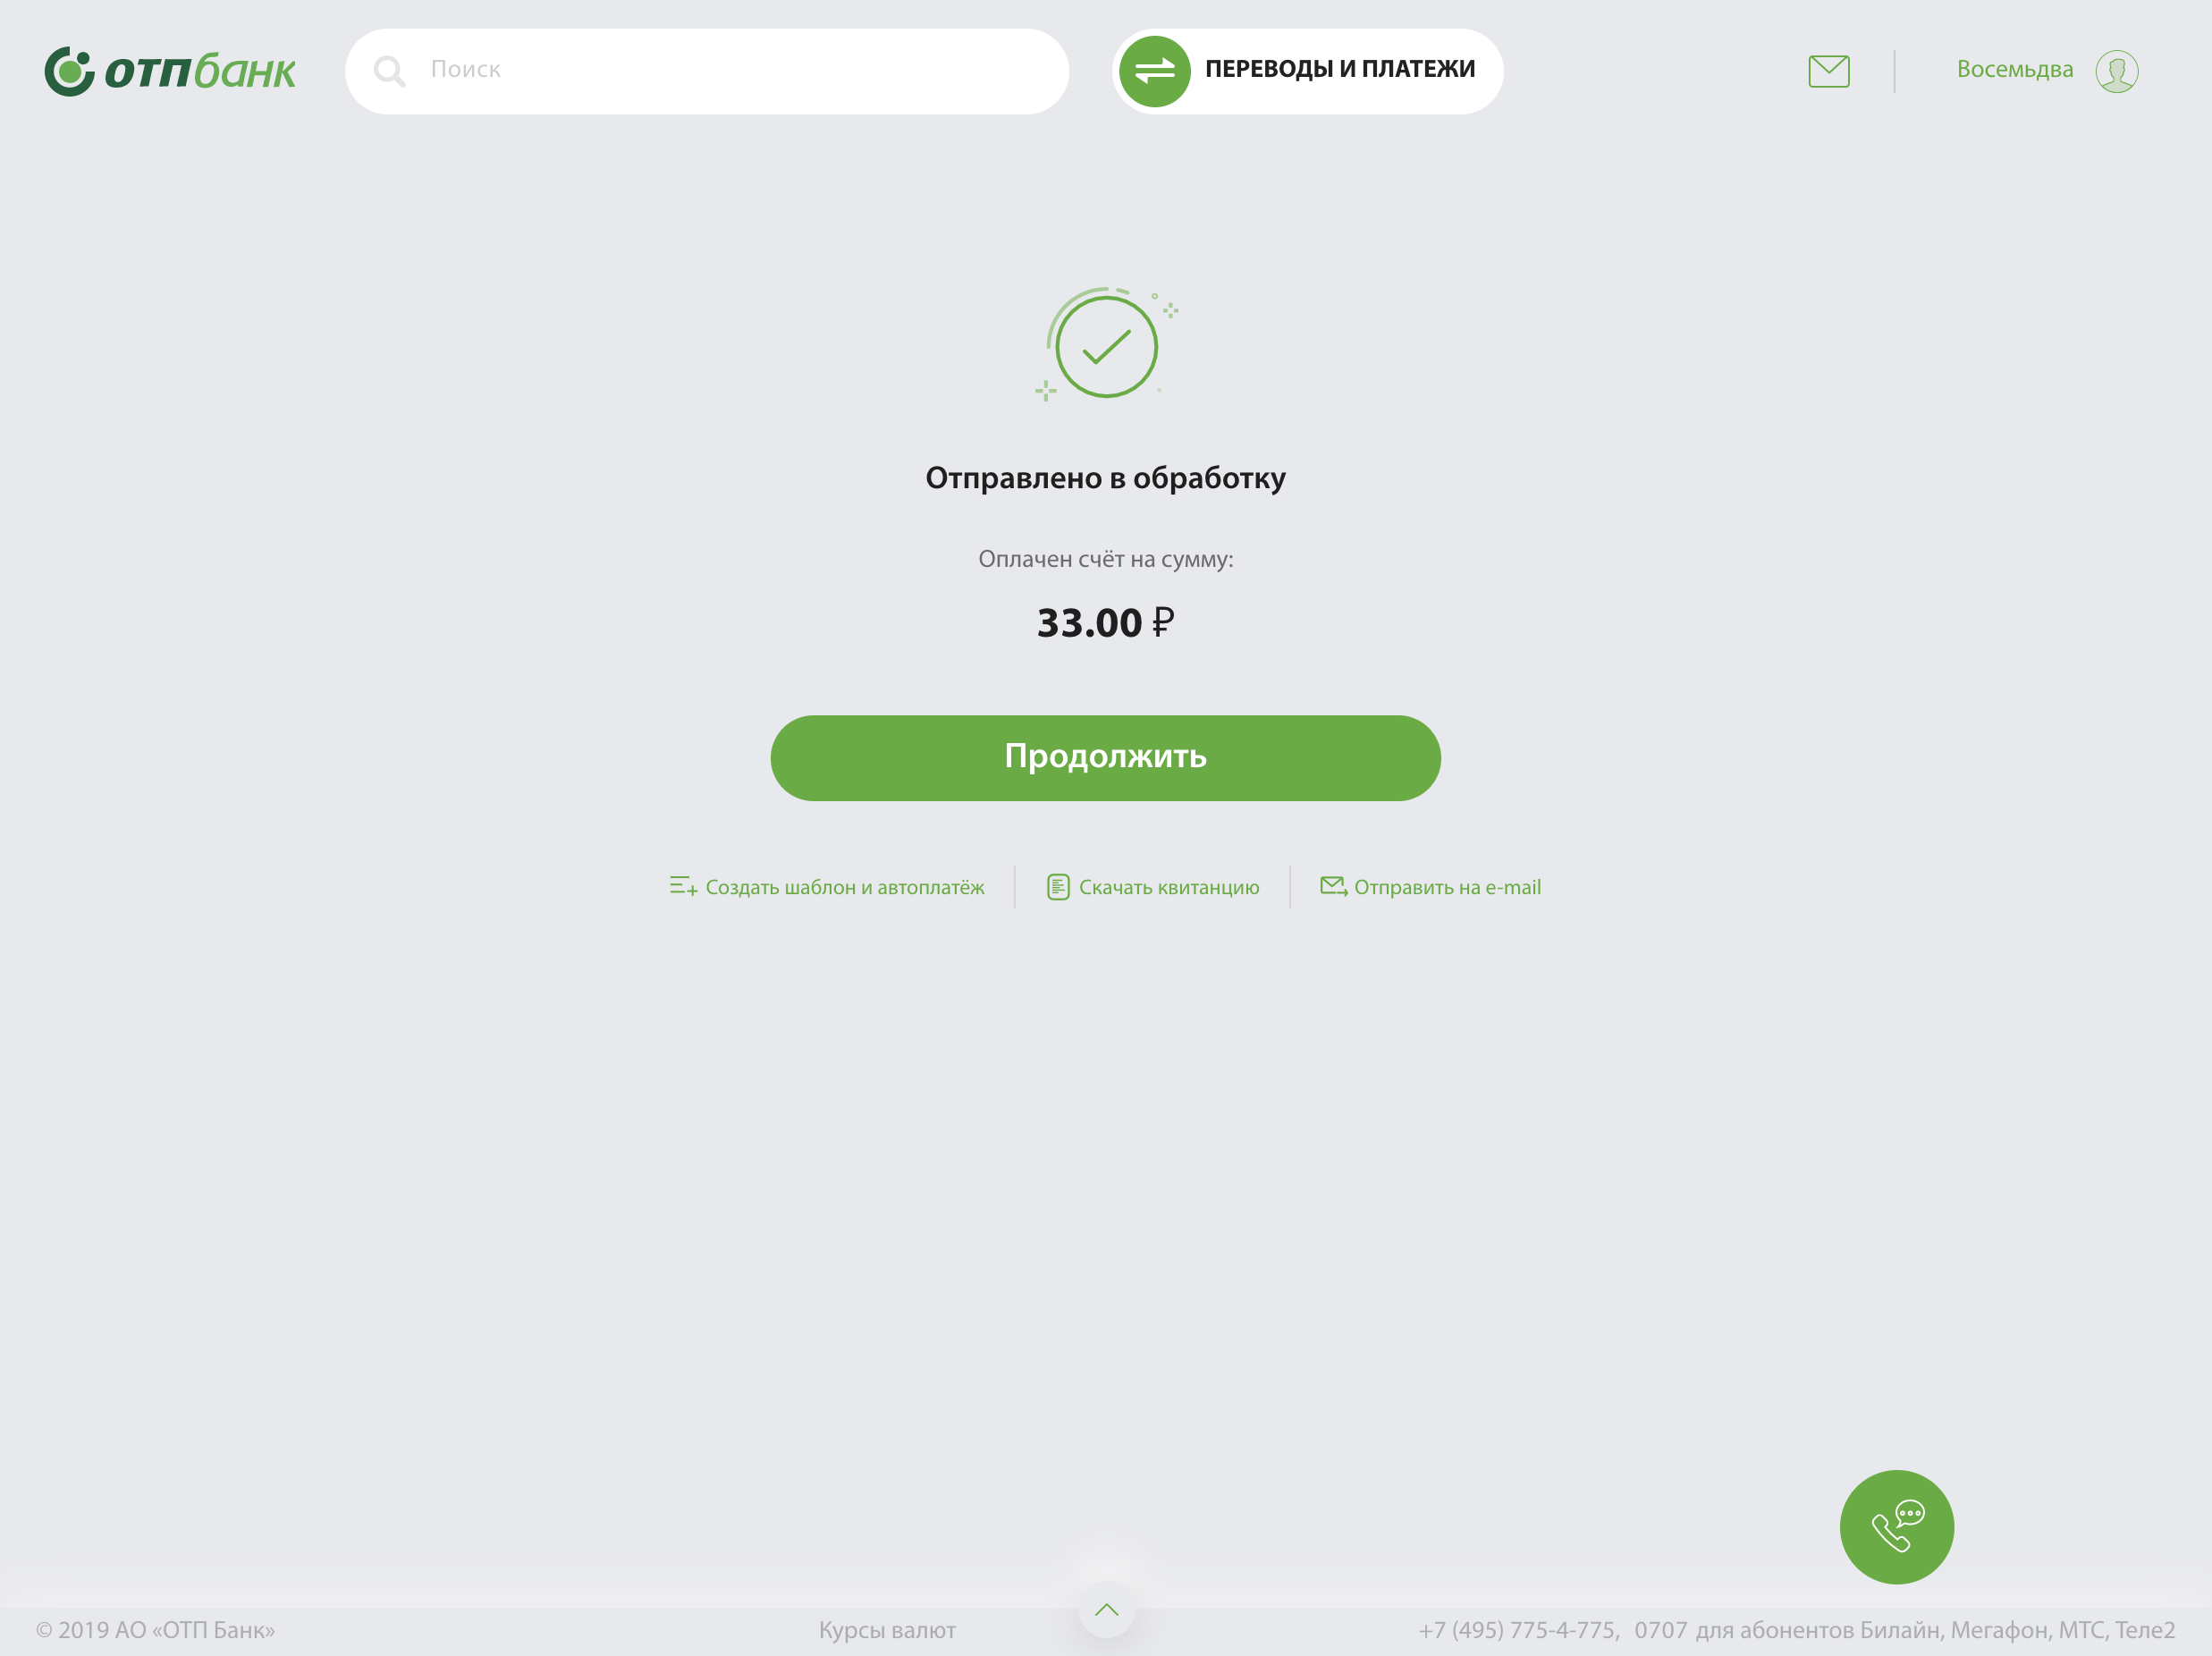 отпбанк
Поиск
ПЕРЕВОДЫ И ПЛАТЕЖИ
Восемьдва
Отправлено в обработку
Оплачен счёт на сумму:
33.00 ₽
Продолжить
Создать шаблон и автоплатёж
Скачать квитанцию
Отправить на e-mail
© 2019 АО «ОТП Банк»
Курсы валют
+7 (495) 775-4-775, 0707 для абонентов Билайн, Мегафон, МТС, Теле2